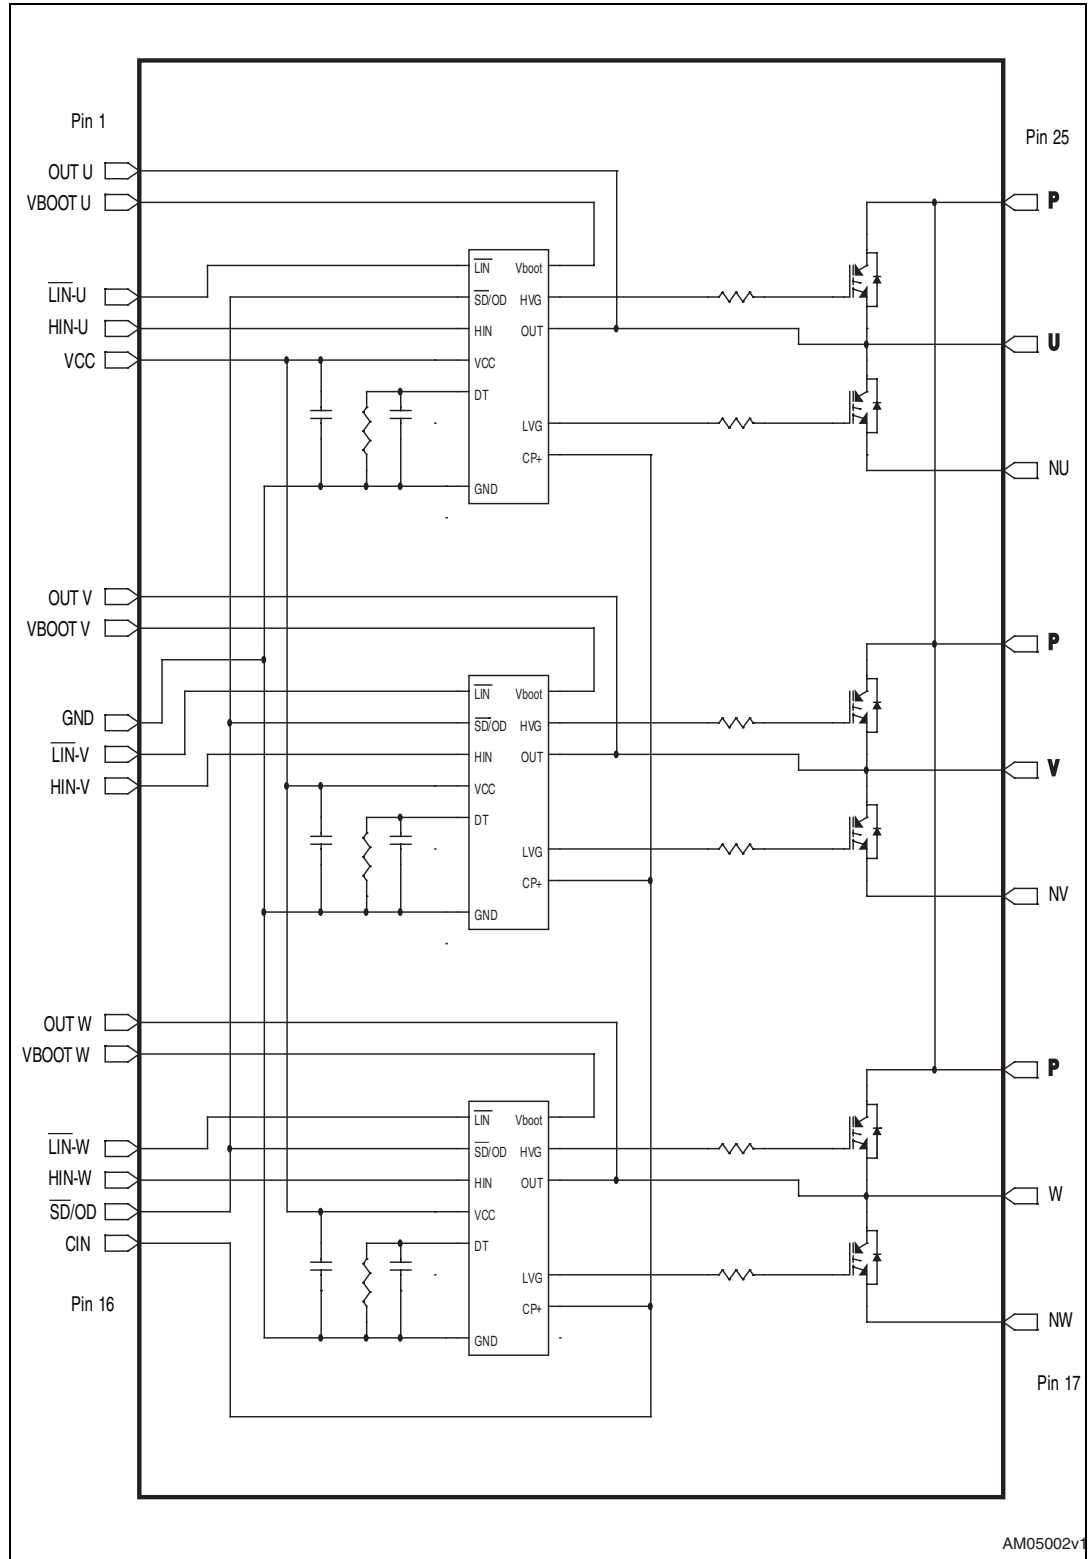 Pin 1
Pin 25
OUT U
VBOOT U
P
LIN
Vboot
LIN-U
SD/OD
HVG
HIN-U
HIN
OUT
U
VCC
VCC
DT
LVG
CP+
NU
GND
OUT V
VBOOT V
P
LIN
Vboot
GND
SD/OD
HVG
LIN-V
HIN
OUT
V
HIN-V
VCC
DT
LVG
CP+
NV
GND
OUT W
VBOOT W
P
LIN
Vboot
LIN-W
SD/OD
HVG
HIN-W
HIN
OUT
W
SD/OD
VCC
CIN
DT
LVG
Pin 16
CP+
NW
GND
Pin 17
AM05002v1